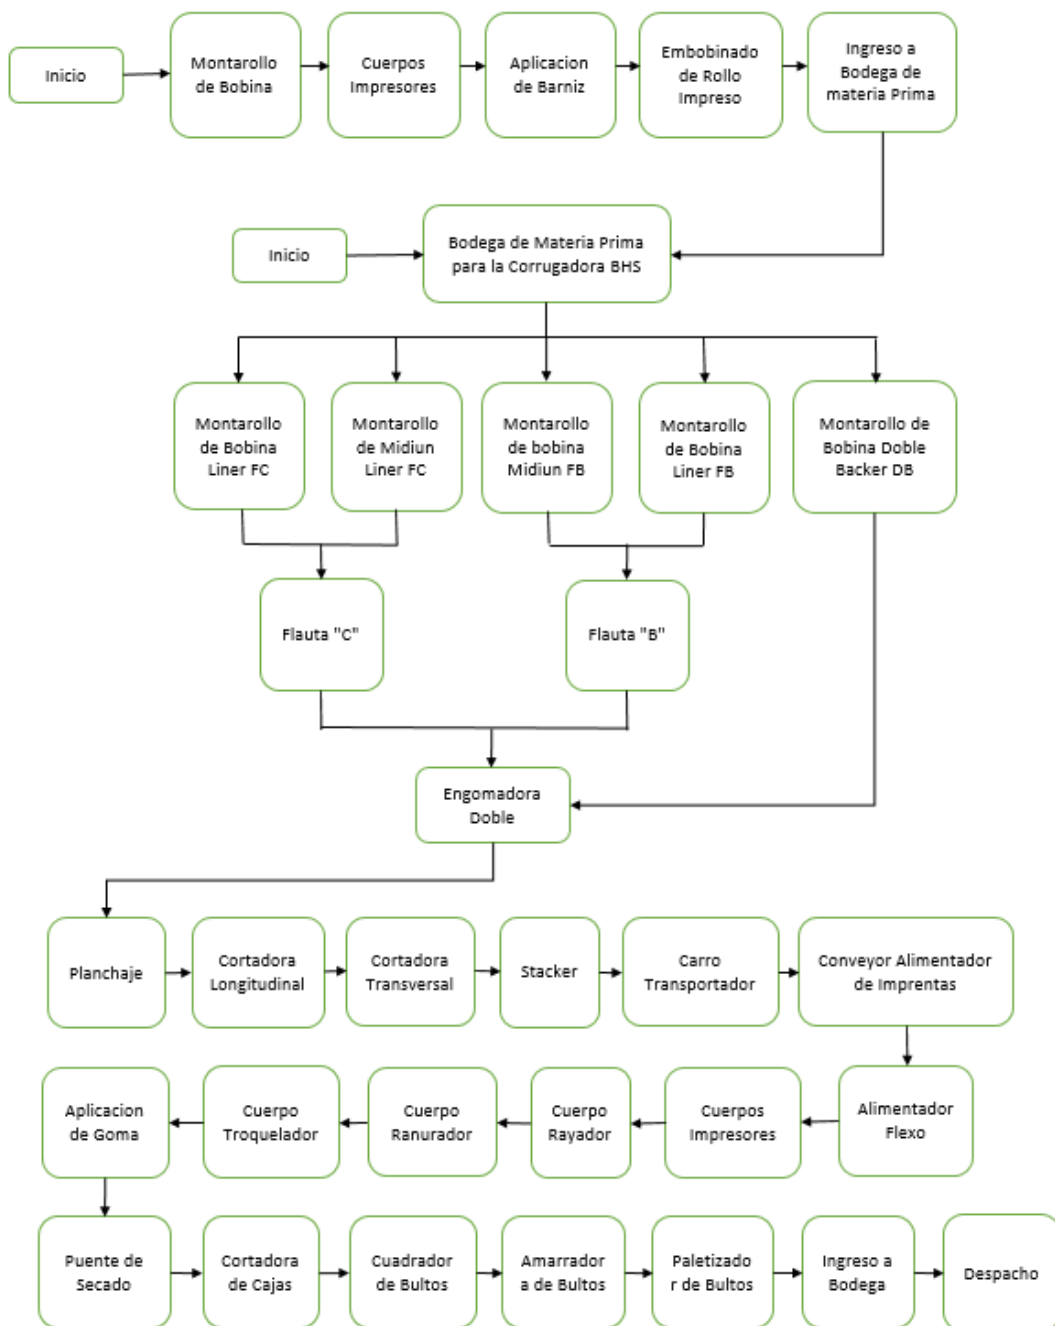 Inicio
Montarollo
de Bobina
Cuerpos
Impresores
Aplicacion
de Barniz
Embobinado
de Rollo
Impreso
Ingreso a
Bodega de
materia Prima
Inicio
Bodega de Materia Prima
para la Corrugadora BHS
Montarollo
de Bobina
Liner FC
Montarollo
de Midiun
Liner FC
Montarollo
de bobina
Midiun FB
Montarollo
de Bobina
Liner FB
Montarollo de
Bobina Doble
Backer DB
Flauta "C"
Flauta "B"
Engomadora
Doble
Planchaje
Cortadora
Longitudinal
Cortadora
Transversal
Stacker
Carro
Transportador
Conveyor Alimentador
de Imprentas
Alimentador
Flexo
Cuerpos
Impresores
Cuerpo
Rayador
Cuerpo
Ranurador
Cuerpo
Troquelador
Aplicacion
de Goma
Puente de
Secado
Cortadora
de Cajas
Cuadrador
de Bultos
Amarrador
a de Bultos
Paletizado
r de Bultos
Ingreso a
Bodega
Despacho